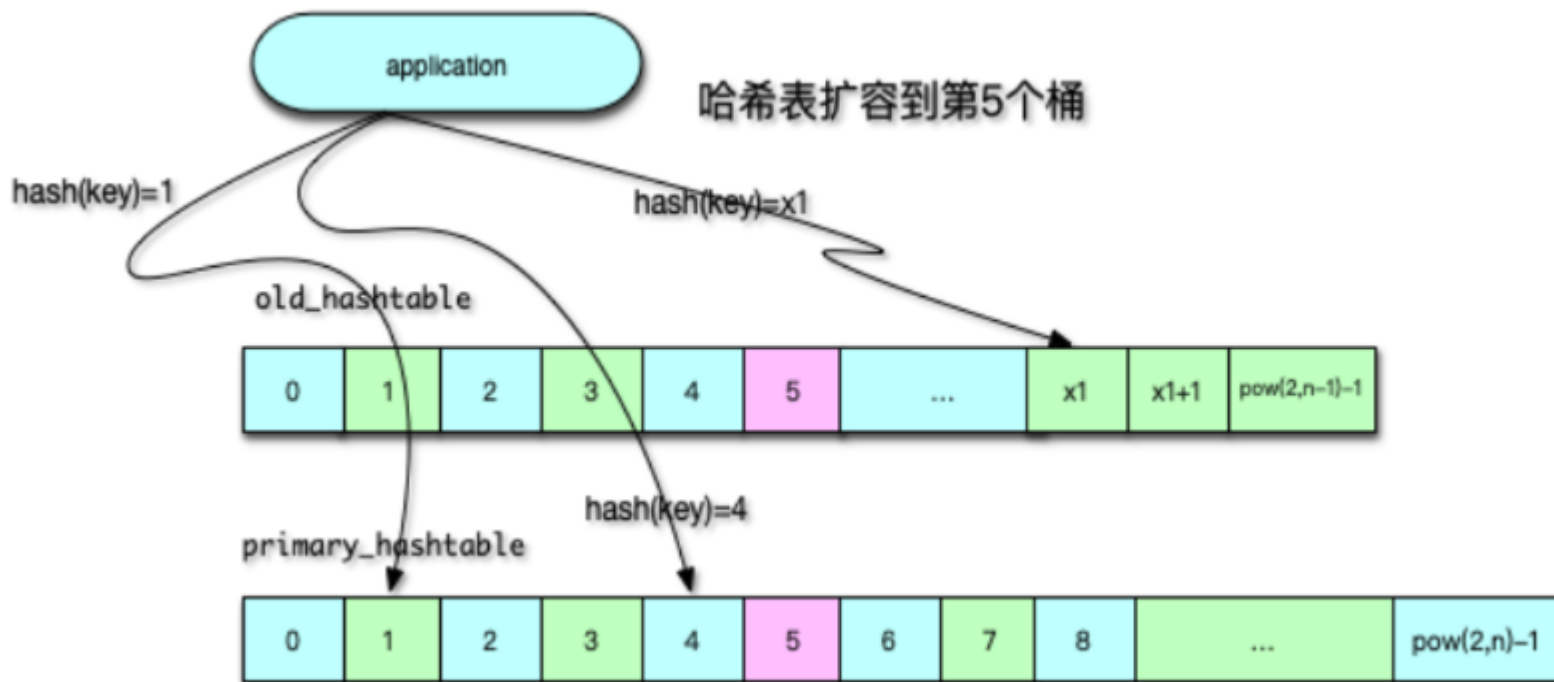 application
哈希表扩容到第5个桶
hash(key)=1
hash(key)=x1
old_hashtable
0 1 2 3 4 5 ... x1 x1+1 pow(2,n-1)-1
hash(key)=4
primary_hashtable
0 1 2 3 4 5 6 7 8 ... pow(2,n)-1